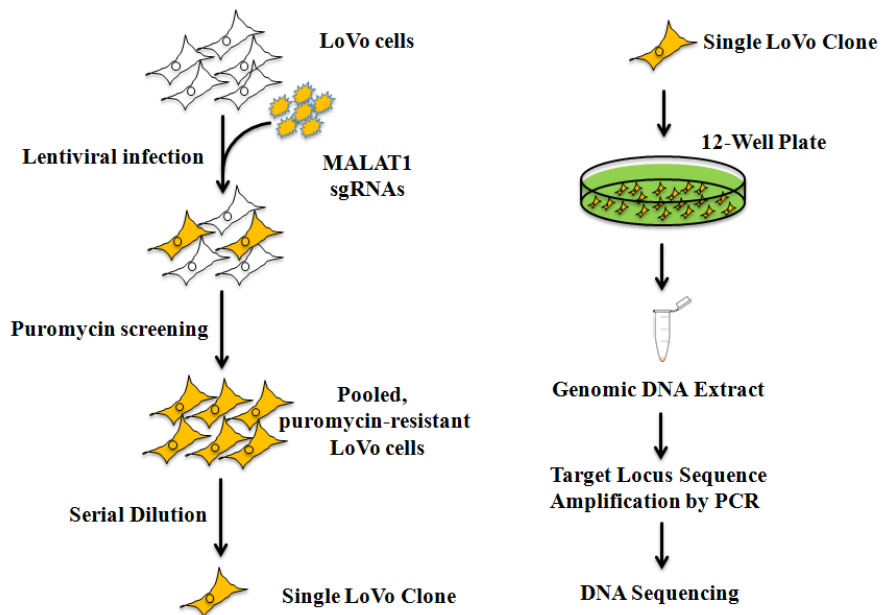 LoVo cells
Lentiviral infection
MALAT1
sgRNAs
Puromycin screening
Pooled,
puromycin-resistant
LoVo cells
Serial Dilution
Single LoVo Clone
Single LoVo Clone
12-Well Plate
Genomic DNA Extract
Target Locus Sequence
Amplification by PCR
DNA Sequencing